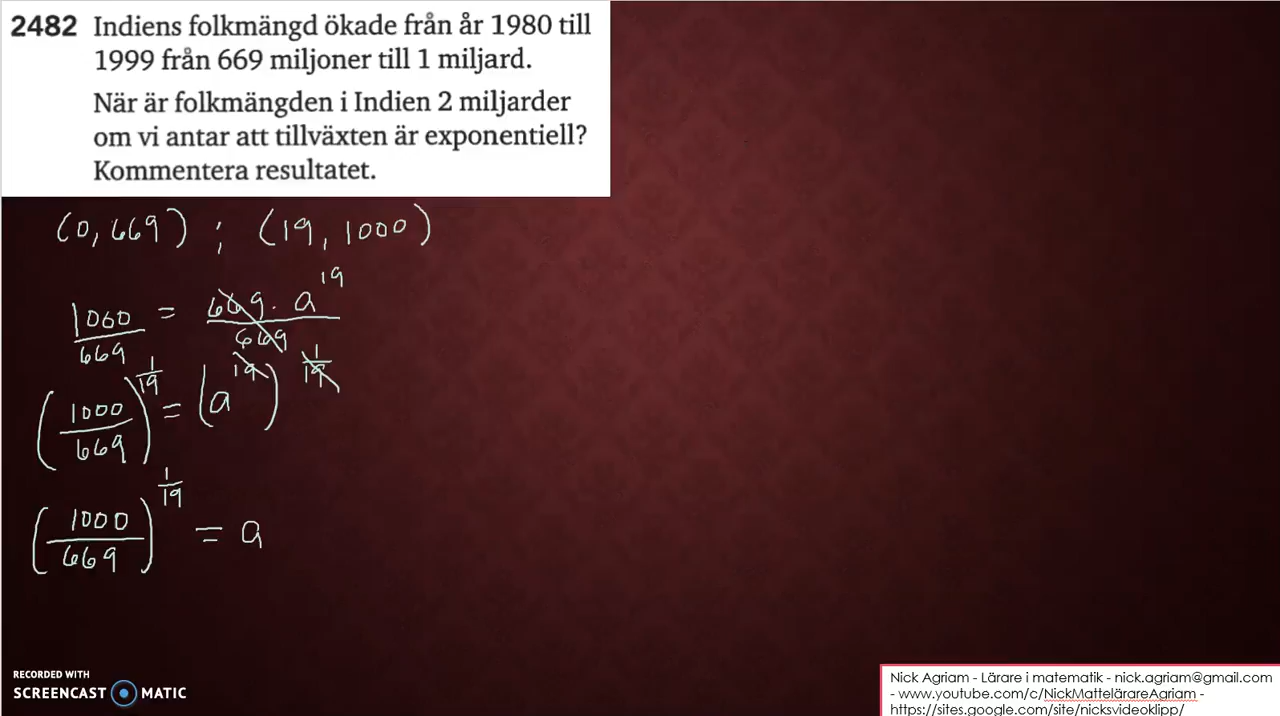 2482 Indiens folkmängd ökade från år 1980 till
1999 från 669 miljoner till 1 miljard.
När är folkmängden i Indien 2 miljarder
om vi antar att tillväxten är exponentiell?
Kommentera resultatet.
(0, 669) ; (19, 1000)
1000/669 = 669 · a^19/669
(1000/669)^1/19 = (a^19)^1/19
(1000/669)^1/19 = a
RECORDED WITH
SCREENCAST O MATIC
Nick Agriam - Lärare i matematik - nick.agriam@gmail.com
- www.youtube.com/c/NickMattelärareAgriam -
https://sites.google.com/site/nicksvideoklipp/